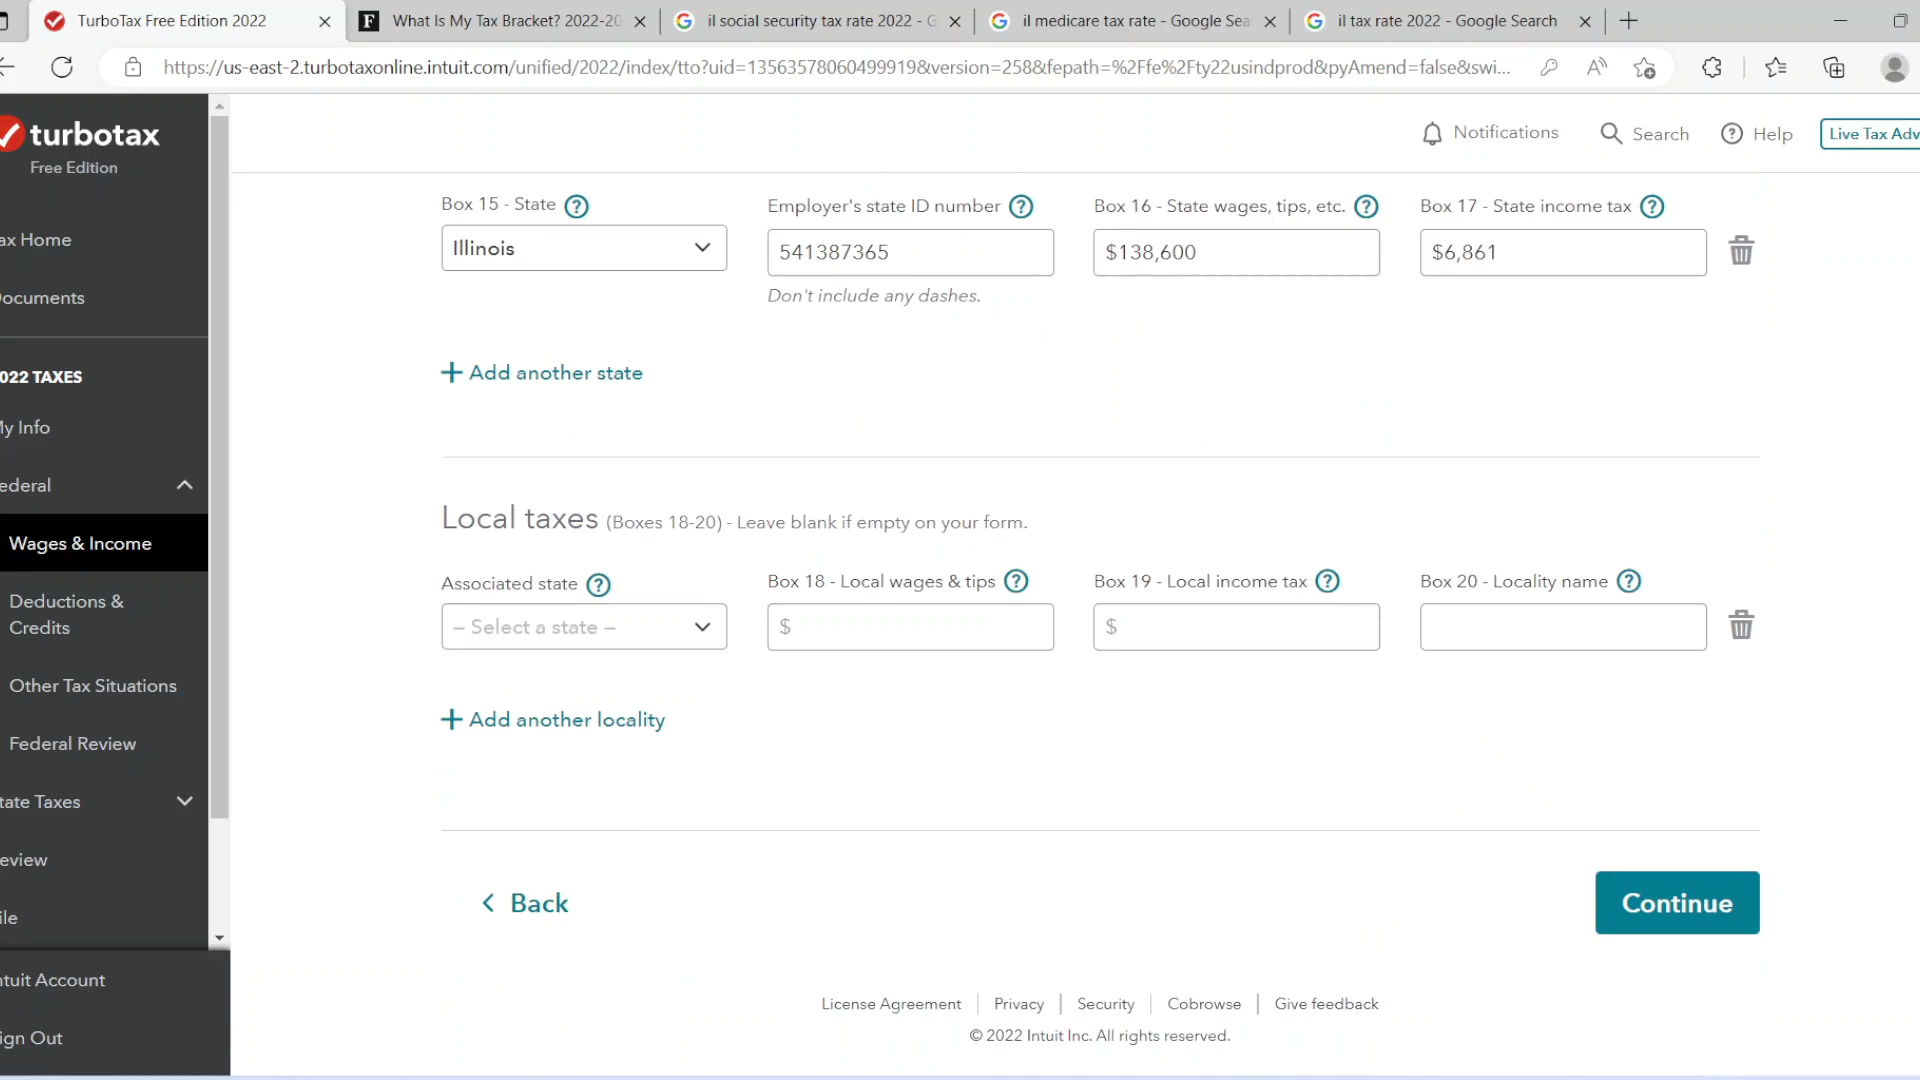 TurboTax Free Edition 2022
F What Is My Tax Bracket? 2022-20
il social security tax rate 2022 - G
il medicare tax rate - Google Sea
il tax rate 2022 - Google Search
https://us-east-2.turbotaxonline.intuit.com/unified/2022/index/tto?uid=13563578060499919&version=258&fepath=%2Ffe%2Fty22usindprod&pyAmend=false&swi...
turbotax
Free Edition
Notifications
Search
? Help
Live Tax Adv
ax Home
ocuments
022 TAXES
y Info
ederal
Wages & Income
Deductions &
Credits
Other Tax Situations
Federal Review
tate Taxes
eview
ile
ntuit Account
ign Out
Box 15 - State ?
Employer's state ID number ?
Box 16 - State wages, tips, etc. ?
Box 17 - State income tax ?
Illinois
541387365
$138,600
$6,861
Don't include any dashes.
+ Add another state
Local taxes (Boxes 18-20) - Leave blank if empty on your form.
Associated state ?
Box 18 - Local wages & tips ?
Box 19 - Local income tax ?
Box 20 - Locality name ?
– Select a state –
$
$
+ Add another locality
Back
Continue
License Agreement | Privacy | Security | Cobrowse | Give feedback
© 2022 Intuit Inc. All rights reserved.